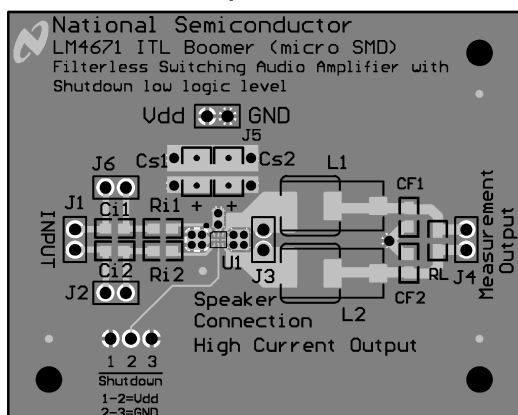 National Semiconductor
LM4671 ITL Boomer (micro SMD)
Filterless Switching Audio Amplifier with
Shutdown low logic level
Vdd GND
J5
J6 Cs1 Cs2 L1
J1 Ci1 Ri1 + + CF1
INPUT
Measurement
Output
Ci2 Ri2 U1 J3 RL J4
J2 CF2
Speaker L2
Connection
High Current Output
1 2 3
Shutdown
1-2=Vdd
2-3=GND